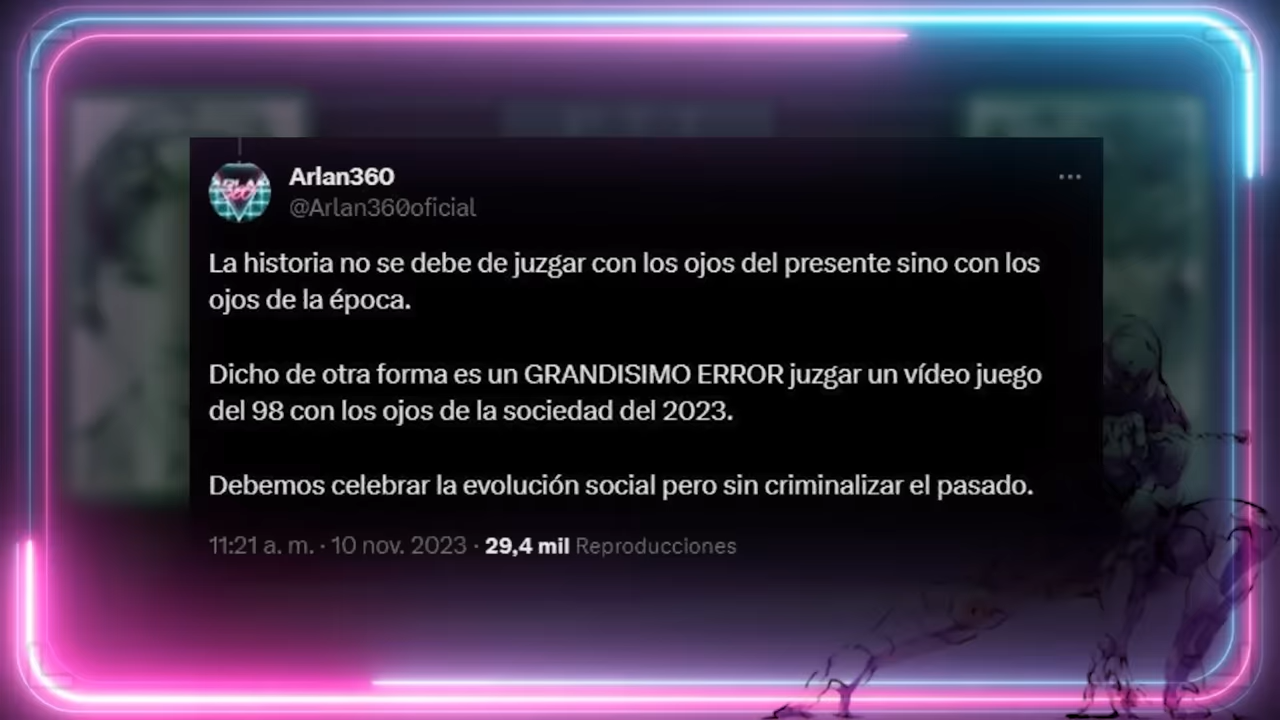 Arlan360
@Arlan360oficial
La historia no se debe de juzgar con los ojos del presente sino con los
ojos de la época.
Dicho de otra forma es un GRANDISIMO ERROR juzgar un vídeo juego
del 98 con los ojos de la sociedad del 2023.
Debemos celebrar la evolución social pero sin criminalizar el pasado.
11:21 a. m. · 10 nov. 2023 · 29,4 mil Reproducciones